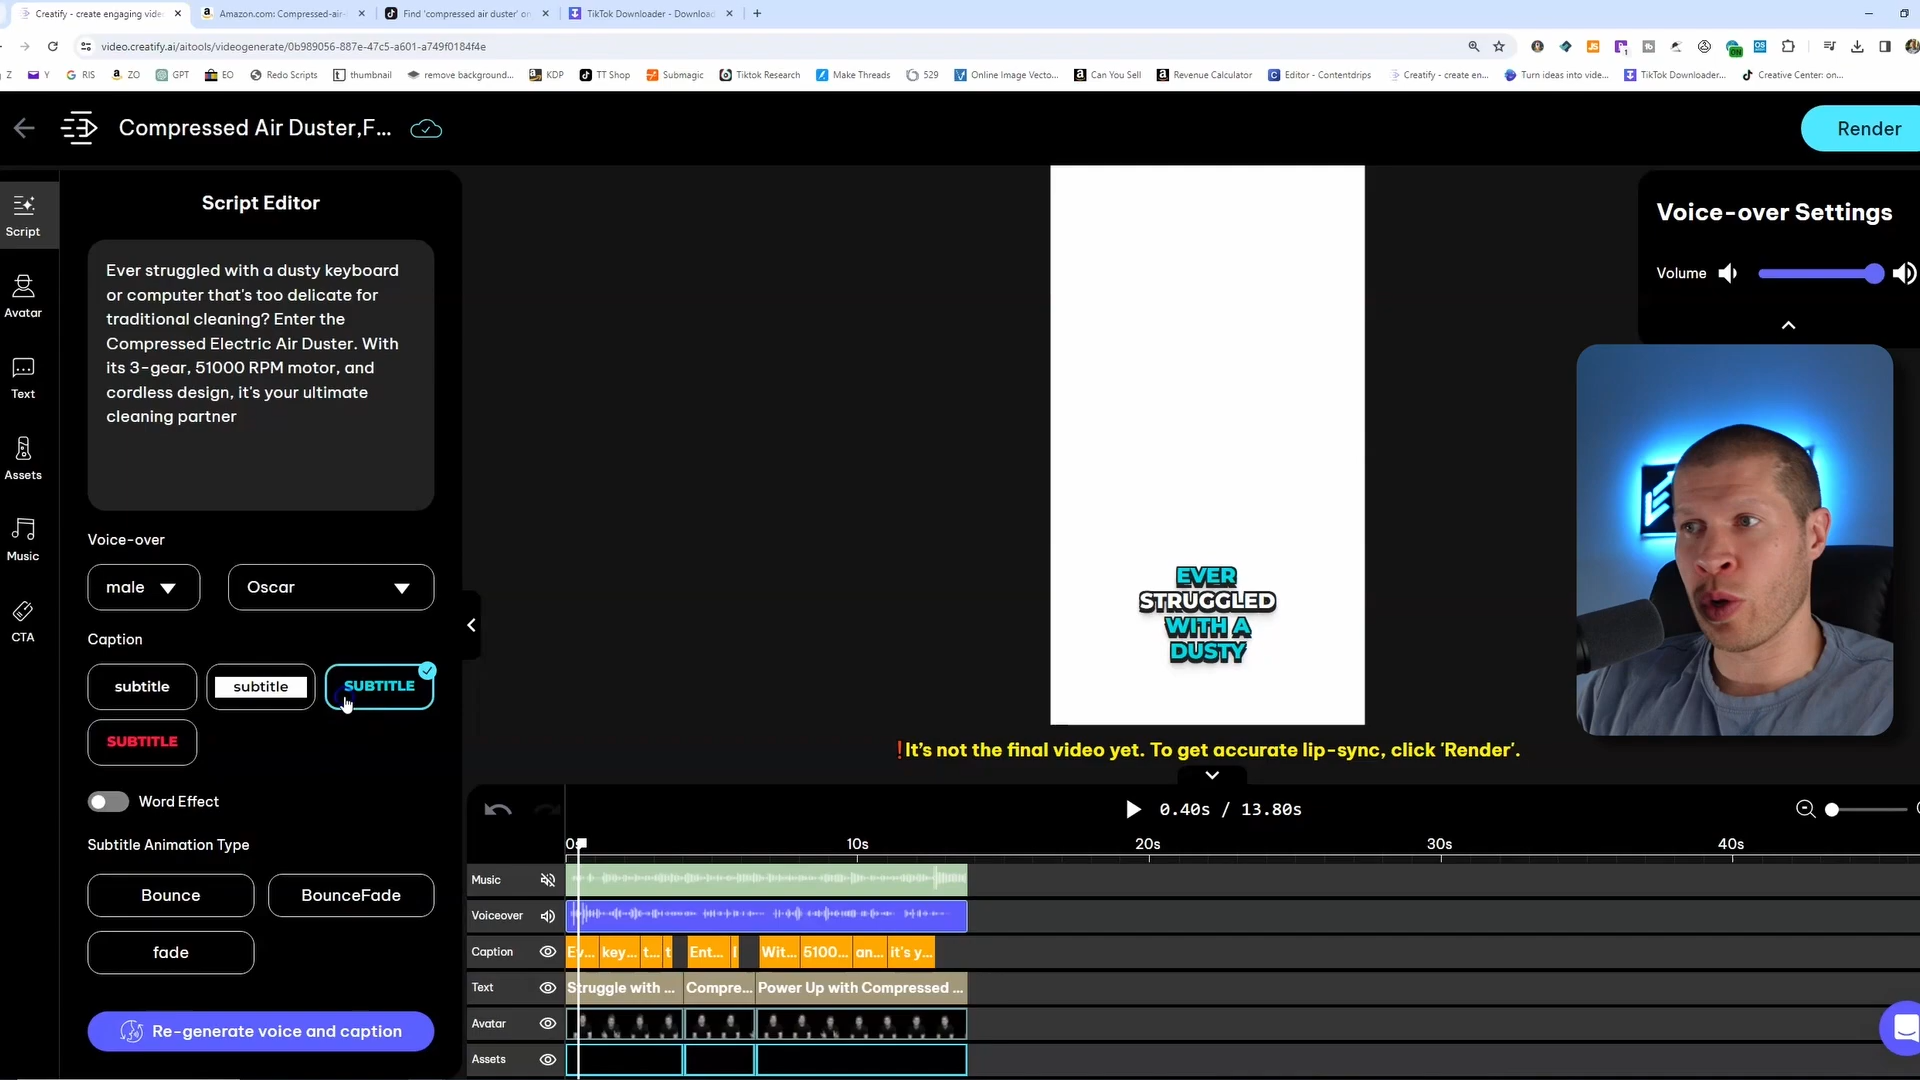 Creatify - create engaging vide
Amazon.com: Compressed-air-
Find 'compressed air duster' on
TikTok Downloader - Download
video.creatify.ai/aitools/videogenerate/0b989056-887e-47c5-a601-a749f0184f4e
Z
Y
RIS
ZO
GPT
EO
Redo Scripts
thumbnail
remove background...
KDP
TT Shop
Submagic
Tiktok Research
Make Threads
529
Online Image Vecto...
Can You Sell
Revenue Calculator
Editor - Contentdrips
Creatify - create en...
Turn ideas into vide...
TikTok Downloader...
Creative Center: on...
Compressed Air Duster,F...
Render
Script
Avatar
Text
Assets
Music
CTA
Script Editor
Ever struggled with a dusty keyboard
or computer that's too delicate for
traditional cleaning? Enter the
Compressed Electric Air Duster. With
its 3-gear, 51000 RPM motor, and
cordless design, it's your ultimate
cleaning partner
Voice-over
male
Oscar
Caption
subtitle
subtitle
SUBTITLE
SUBTITLE
Word Effect
Subtitle Animation Type
Bounce
BounceFade
fade
Re-generate voice and caption
EVER
STRUGGLED
WITH A
DUSTY
Voice-over Settings
Volume
!It's not the final video yet. To get accurate lip-sync, click 'Render'.
0.40s / 13.80s
0s
10s
20s
30s
40s
Music
Voiceover
Caption
Ev...
key...
t...
t
Ent...
Wit...
5100...
an...
it's y...
Text
Struggle with ...
Compre...
Power Up with Compressed ...
Avatar
Assets